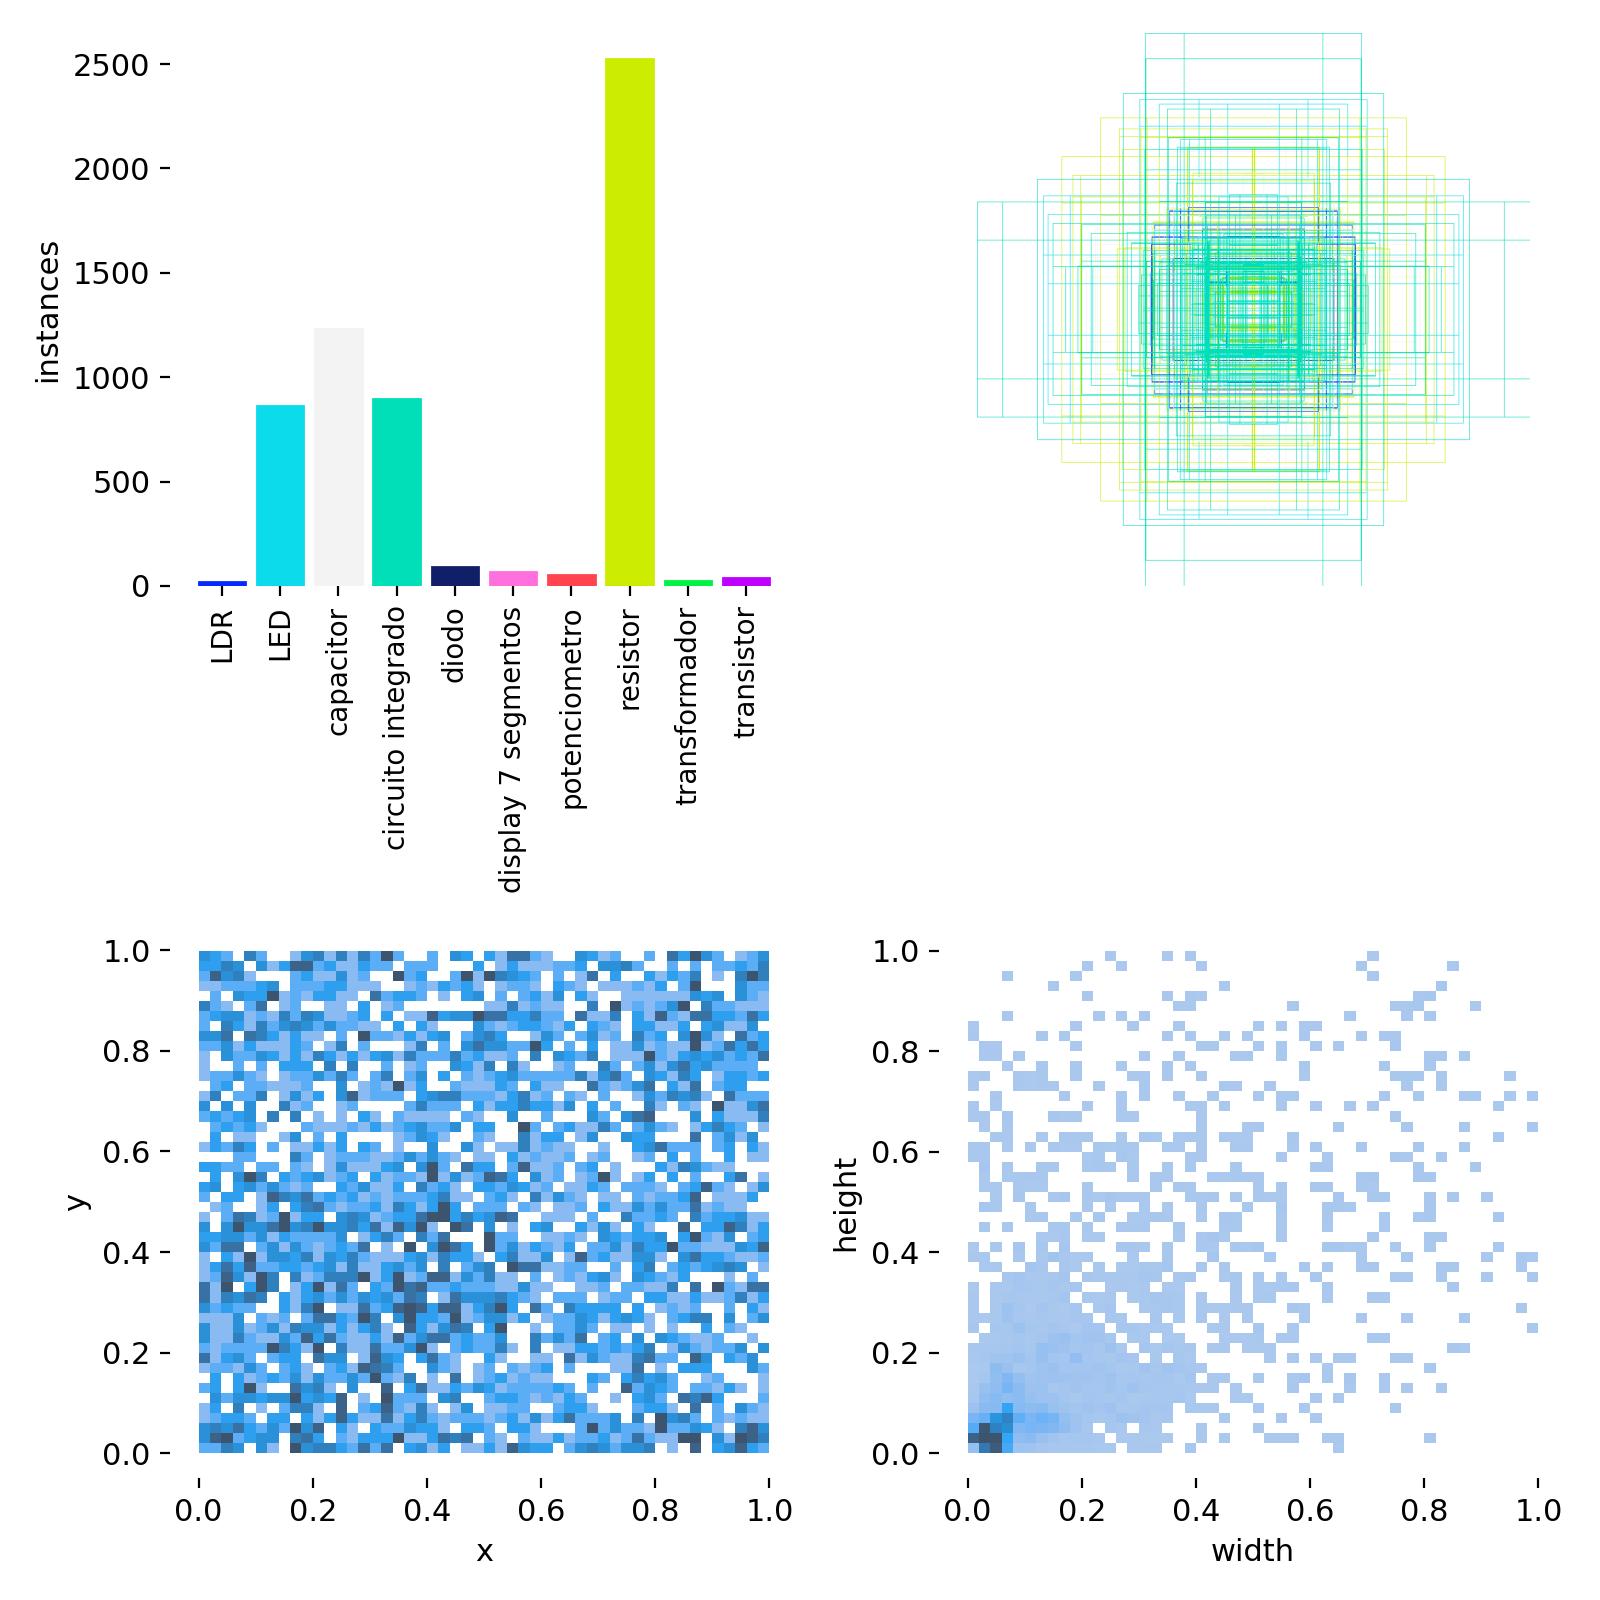 2500
2000
1500
1000
500
0
instances
LDR
LED
capacitor
circuito integrado
diodo
display 7 segmentos
potenciometro
resistor
transformador
transistor
1.0
0.8
0.6
0.4
0.2
0.0
y
0.0 0.2 0.4 0.6 0.8 1.0
x
1.0
0.8
0.6
0.4
0.2
0.0
height
0.0 0.2 0.4 0.6 0.8 1.0
width